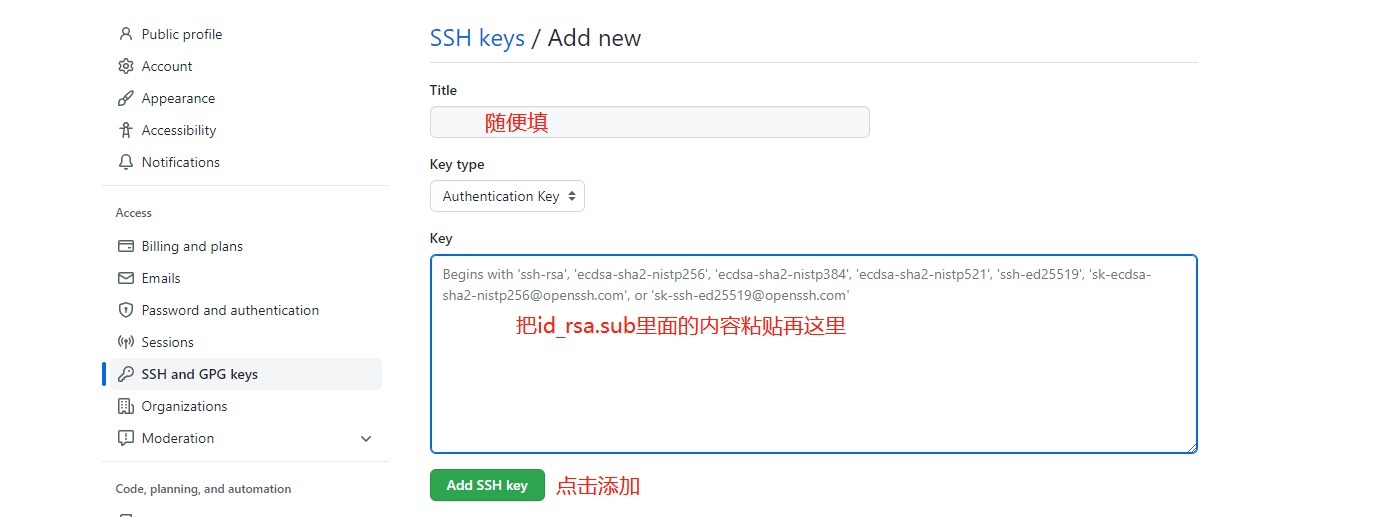 Public profile
Account
Appearance
Accessibility
Notifications
Access
Billing and plans
Emails
Password and authentication
Sessions
SSH and GPG keys
Organizations
Moderation
Code, planning, and automation
SSH keys / Add new
Title
随便填
Key type
Authentication Key
Key
Begins with 'ssh-rsa', 'ecdsa-sha2-nistp256', 'ecdsa-sha2-nistp384', 'ecdsa-sha2-nistp521', 'ssh-ed25519', 'sk-ecdsa-
sha2-nistp256@openssh.com', or 'sk-ssh-ed25519@openssh.com'
把id_rsa.sub里面的内容粘贴再这里
Add SSH key 点击添加